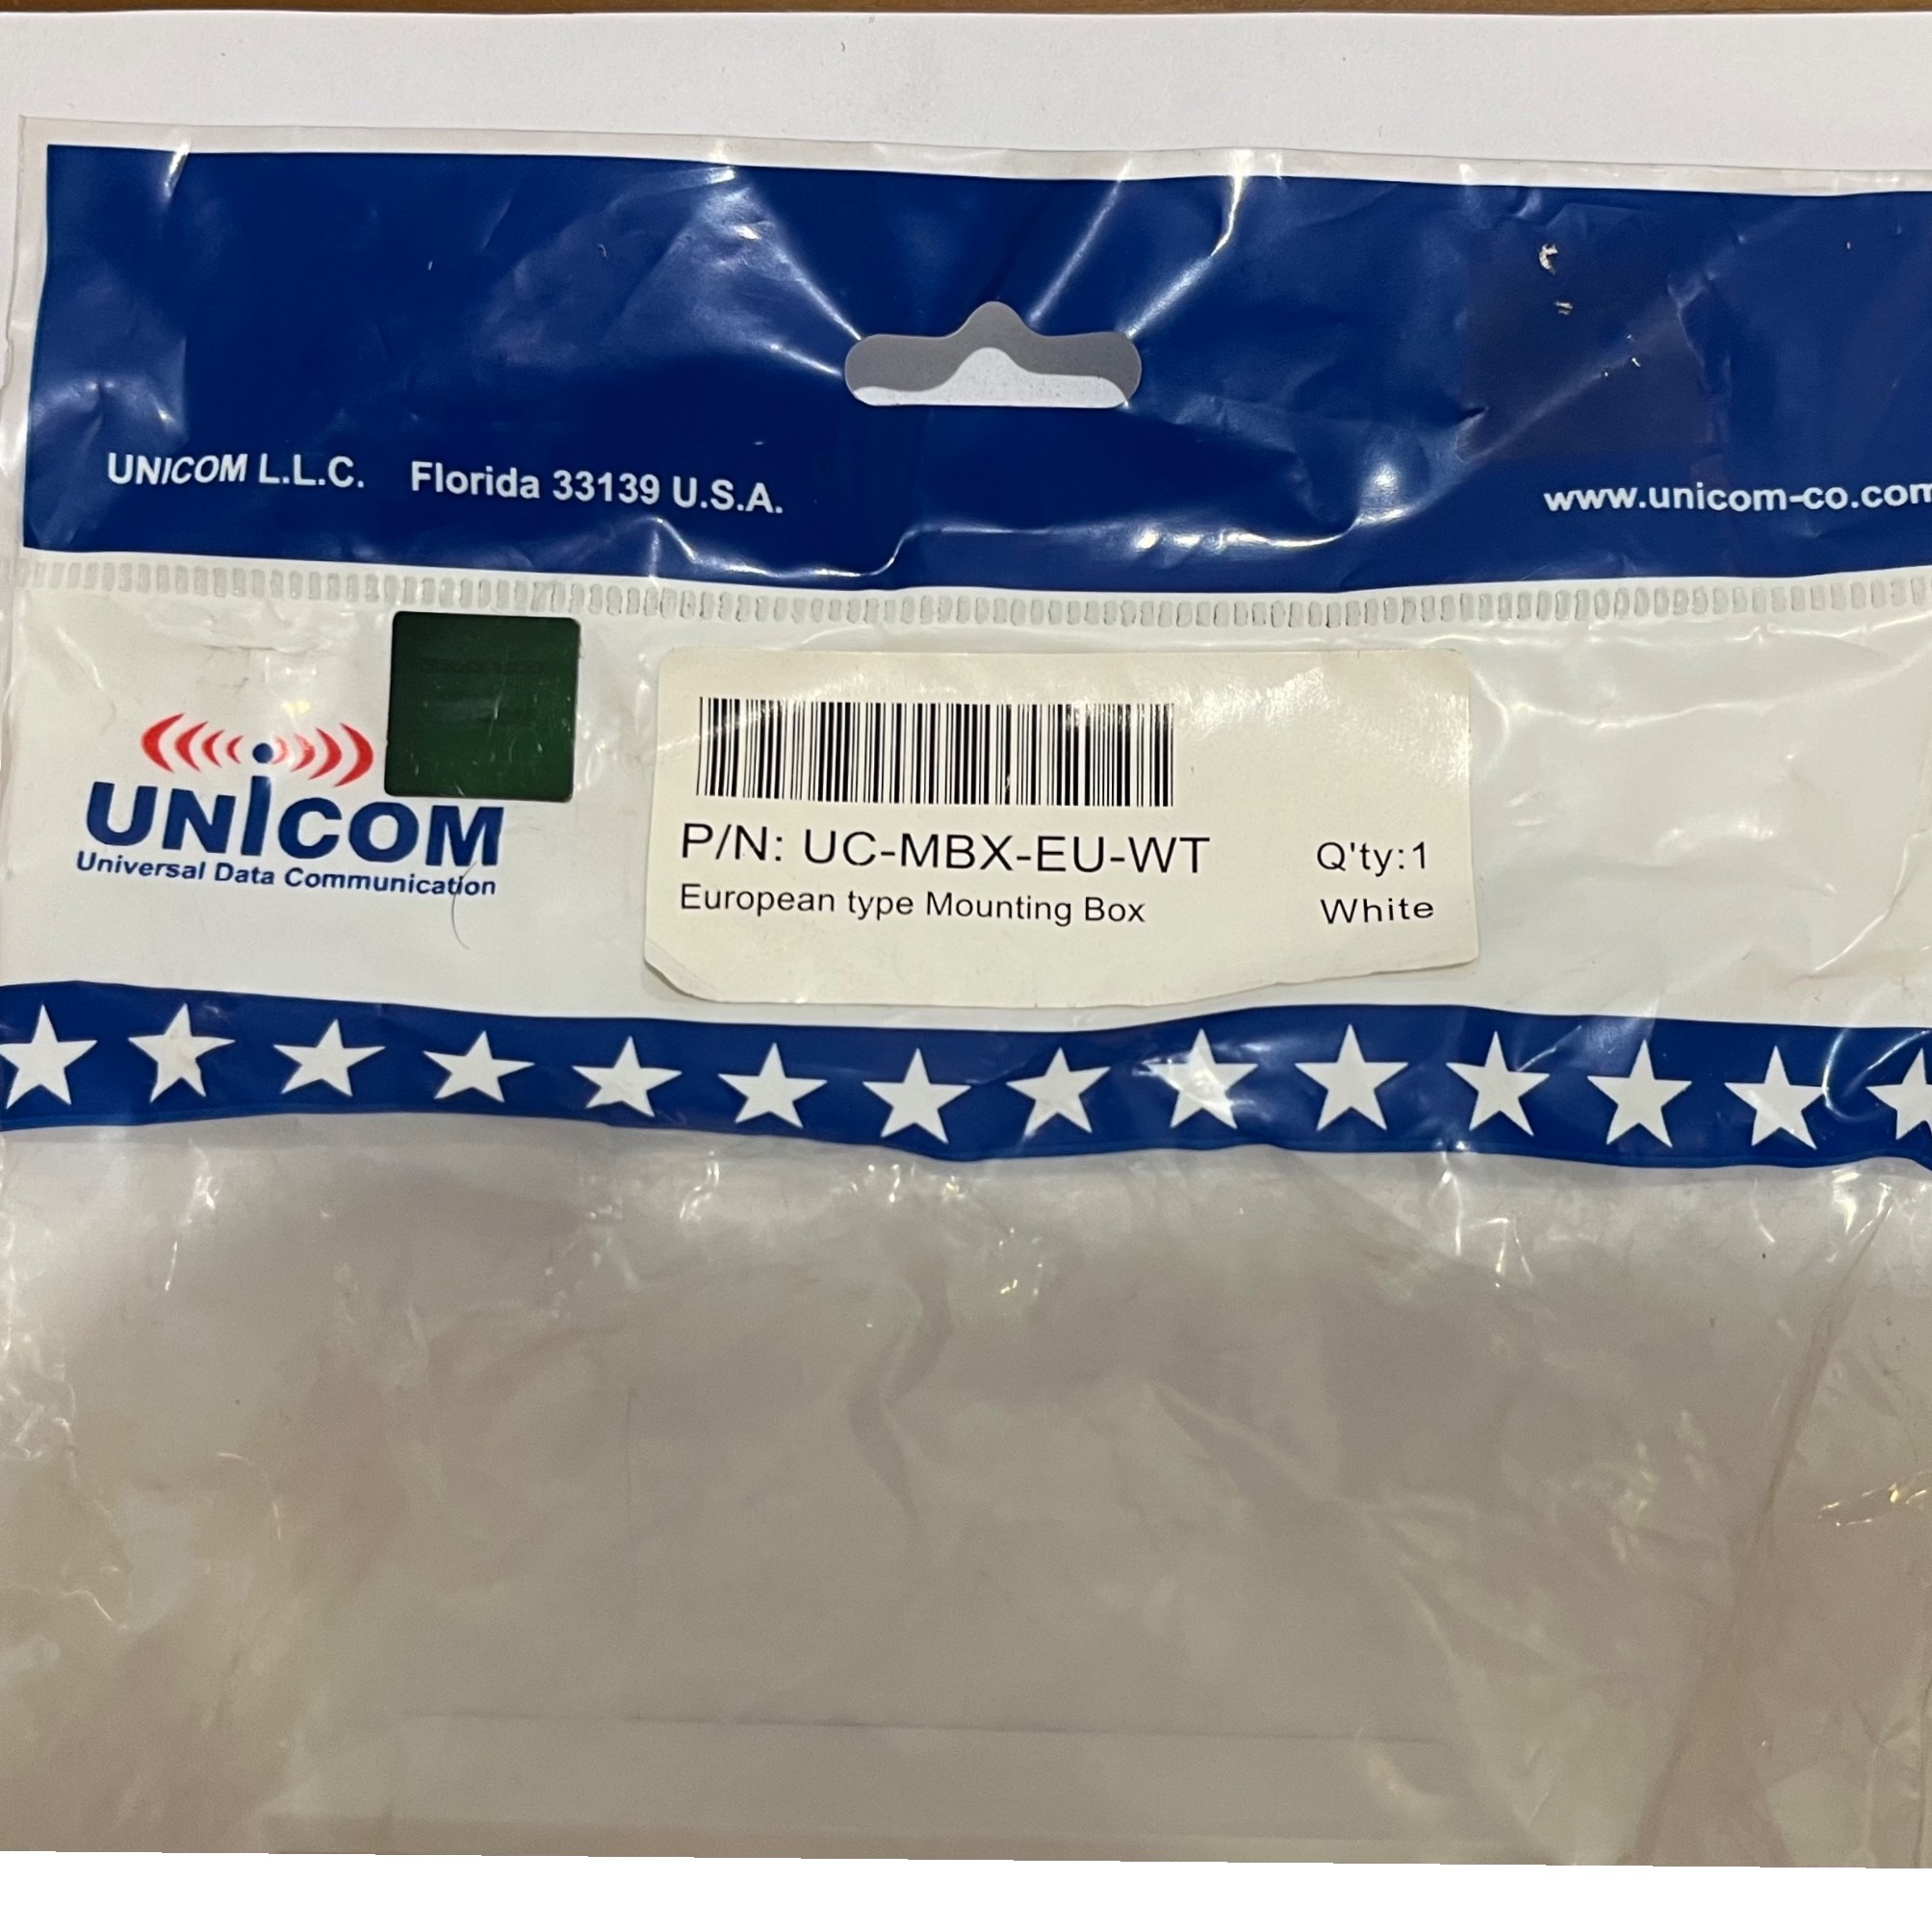 UNICOM L.L.C. Florida 33139 U.S.A.
www.unicom-co.com
UNICOM
Universal Data Communication
P/N: UC-MBX-EU-WT Q'ty:1
European type Mounting Box White